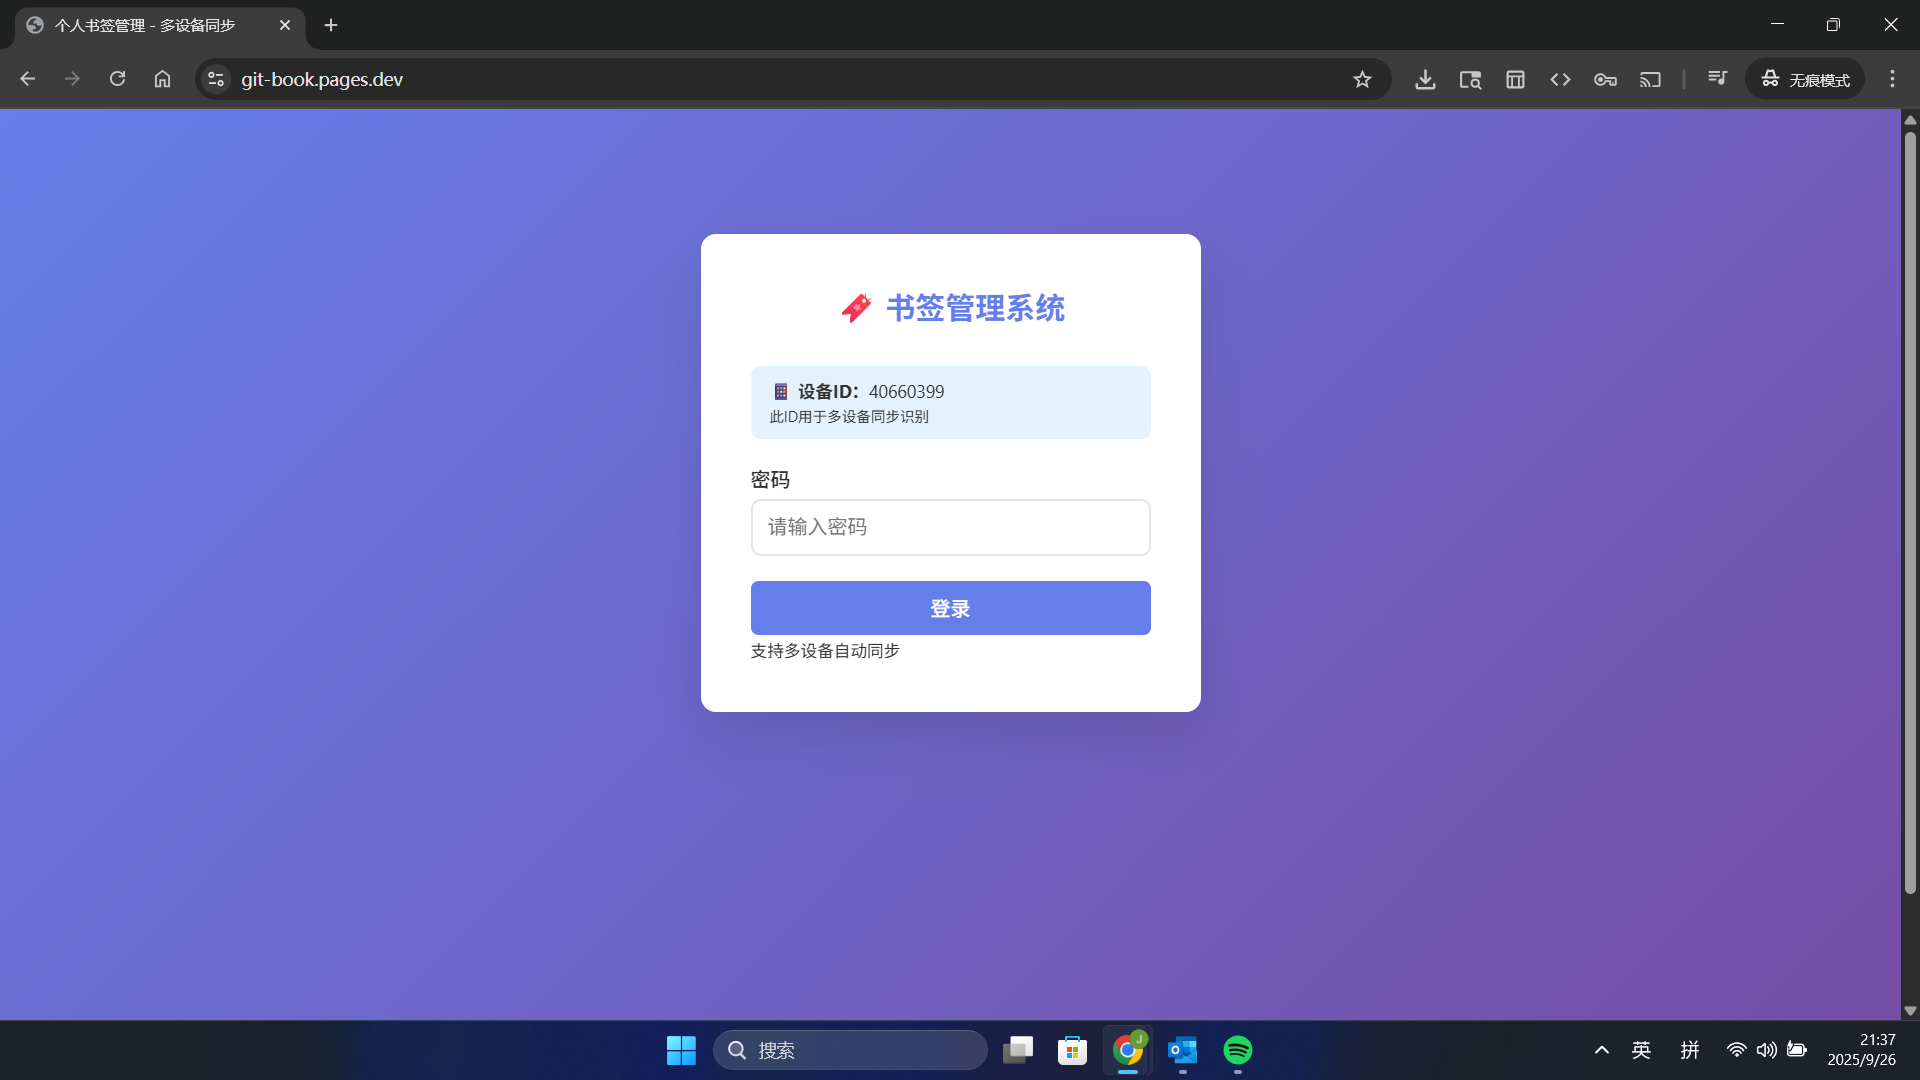 个人书签管理 - 多设备同步
git-book.pages.dev
无痕模式
书签管理系统
设备ID：40660399
此ID用于多设备同步识别
密码
请输入密码
登录
支持多设备自动同步
搜索
J
英
拼
21:37
2025/9/26